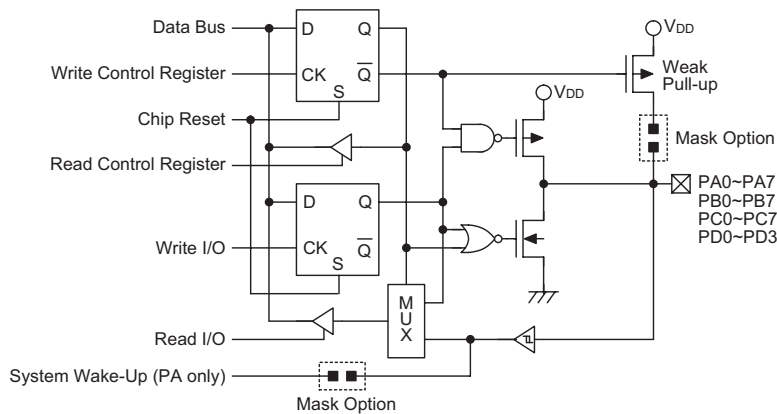 Data Bus
Write Control Register
Chip Reset
Read Control Register
Write I/O
Read I/O
System Wake-Up (PA only)
Mask Option
D Q
CK Q
S
D Q
CK Q
S
M
U
X
VDD
VDD
Weak
Pull-up
Mask Option
PA0~PA7
PB0~PB7
PC0~PC7
PD0~PD3